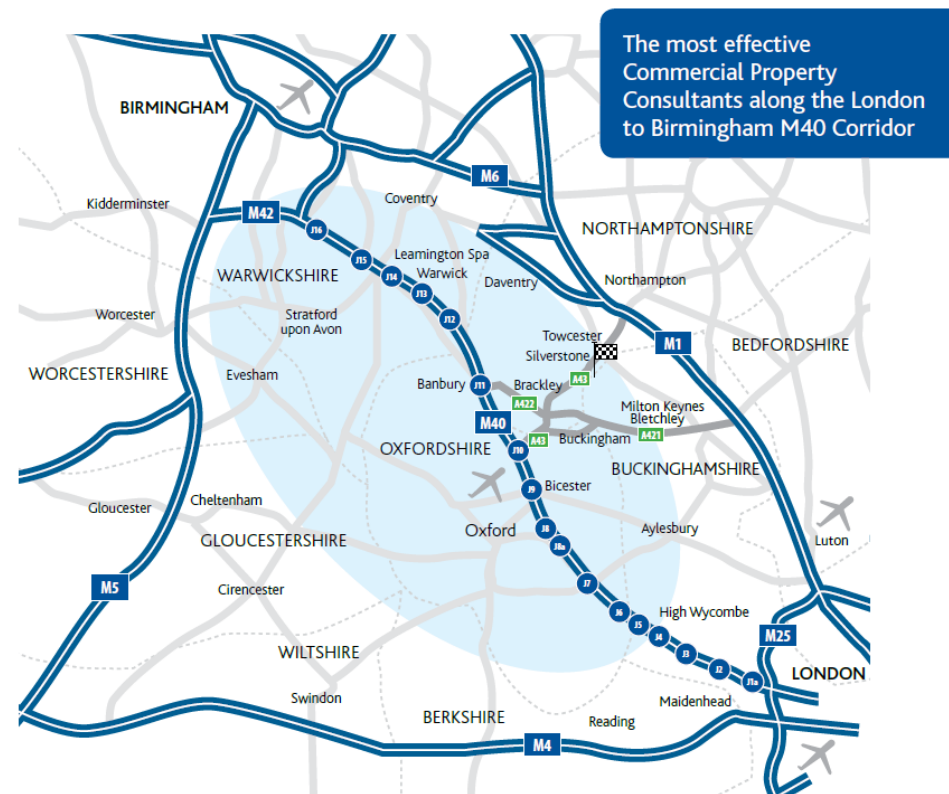 The most effective
Commercial Property
Consultants along the London
to Birmingham M40 Corridor
BIRMINGHAM
M6
Kidderminster
M42
Coventry
J16
NORTHAMPTONSHIRE
Leamington Spa
J15
WARWICKSHIRE
J14
Warwick
Daventry
Northampton
J13
Worcester
Stratford
upon Avon
J12
Towcester
M1
BEDFORDSHIRE
Silverstone
WORCESTERSHIRE
Evesham
Banbury
J11
Brackley
A43
A422
Milton Keynes
Bletchley
M40
A43
Buckingham
A421
OXFORDSHIRE
J10
BUCKINGHAMSHIRE
J9
Bicester
Cheltenham
Gloucester
Oxford
J8
Aylesbury
GLOUCESTERSHIRE
J8a
Luton
M5
Cirencester
J7
J6
High Wycombe
J5
J4
M25
WILTSHIRE
J3
J2
LONDON
J1a
Swindon
Maidenhead
BERKSHIRE
Reading
M4